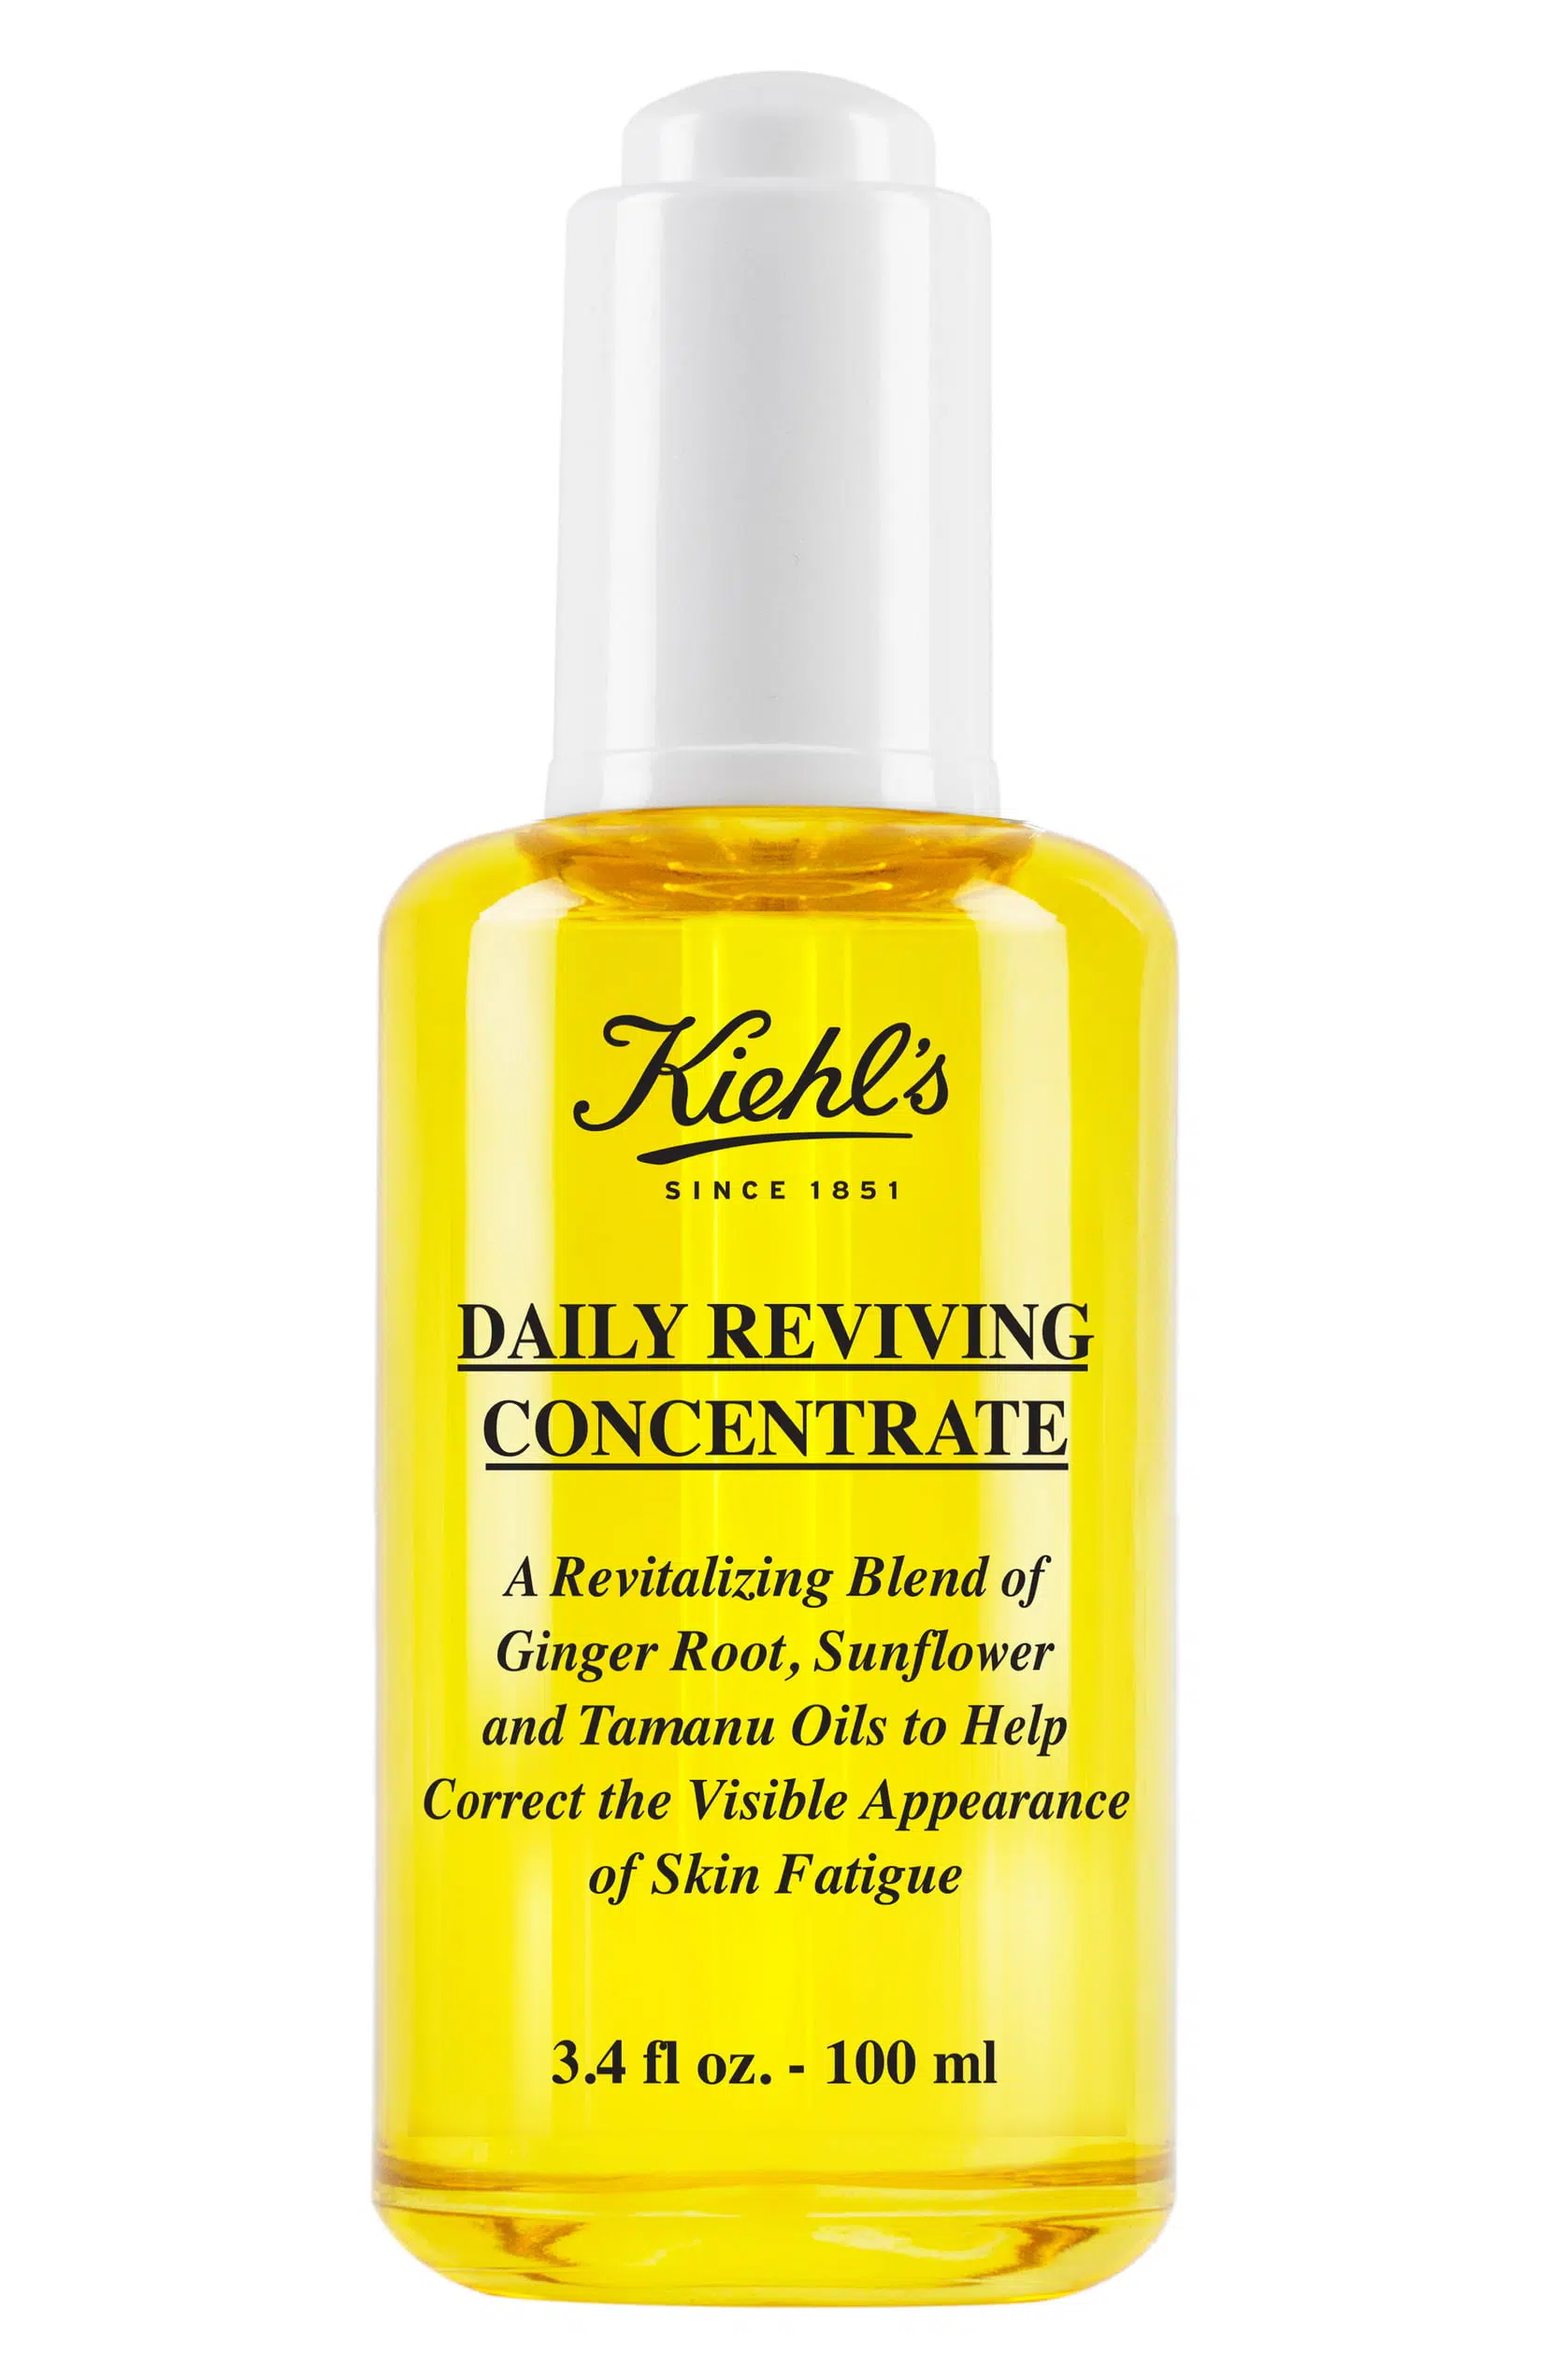 Kiehl's
SINCE 1851
DAILY REVIVING
CONCENTRATE
A Revitalizing Blend of
Ginger Root, Sunflower
and Tamanu Oils to Help
Correct the Visible Appearance
of Skin Fatigue
3.4 fl oz. - 100 ml